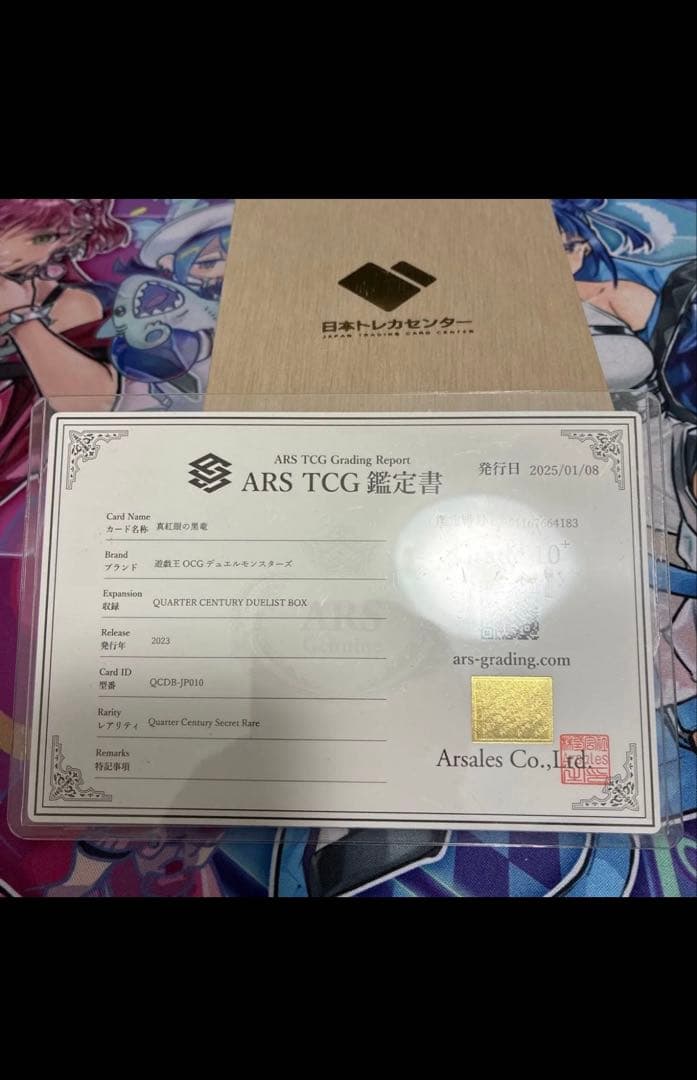 日本トレカセンター
JAPAN TRADING CARD CENTER
ARS TCG Grading Report
ARS TCG 鑑定書
発行日 2025/01/08
Card Name
カード名称 真紅眼の黒竜
Brand
ブランド 遊戯王 OCG デュエルモンスターズ
Expansion
収録 QUARTER CENTURY DUELIST BOX
Release
発行年 2023
Card ID
型番 QCDB-JP010
Rarity
レアリティ Quarter Century Secret Rare
Remarks
特記事項
ARS
Genuine
67664183
10+
ars-grading.com
Arsales Co.,Ltd.